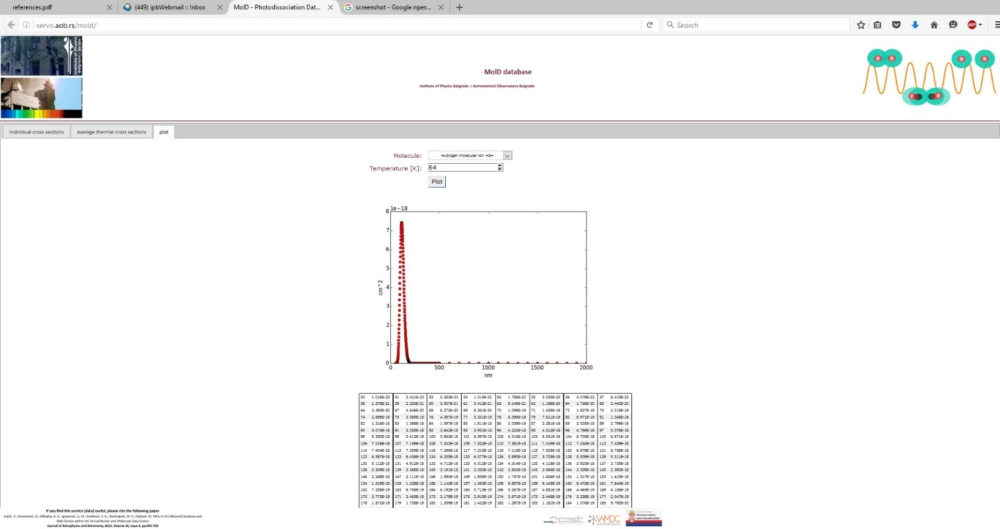 references.pdf
(449) ipbWebmail :: Inbox
MolD - Photodissociation Dat...
screenshot - Google прет...
servo.aob.rs/mold/
Search
ABP
Institute of Physics
Belgrade - Serbia
- MolD database
Institute of Physics Belgrade :: Astronomical Observatory Belgrado
individual cross sections average thermal cross sections plot
Molecule: Hydrogen molecular ion: H2+
Temperature [K]: 64
Plot
1e−18
8
7
6
5
4
3
2
1
0
cm^2
0 500 1000 1500 2000
nm
50 1.016E-23 51 2.421E-23 52 5.283E-23 53 1.015E-22 54 1.788E-22 55 3.035E-22 56 5.079E-22 57 8.415E-22
58 1.378E-21 59 2.220E-21 60 3.507E-21 61 5.412E-21 62 8.148E-21 63 1.198E-20 64 1.726E-20 65 2.440E-20
66 3.393E-20 67 4.646E-20 68 6.272E-20 69 8.351E-20 70 1.098E-19 71 1.425E-19 72 1.827E-19 73 2.315E-19
74 2.899E-19 75 3.589E-19 76 4.397E-19 77 5.331E-19 78 6.399E-19 79 7.611E-19 80 8.971E-19 81 1.048E-18
82 1.216E-18 83 1.398E-18 84 1.597E-18 85 1.811E-18 86 2.039E-18 87 2.281E-18 88 2.535E-18 89 2.799E-18
90 3.074E-18 91 3.355E-18 92 3.642E-18 93 3.931E-18 94 4.222E-18 95 4.512E-18 96 4.798E-18 97 5.078E-18
98 5.350E-18 99 5.612E-18 100 5.862E-18 101 6.097E-18 102 6.318E-18 103 6.521E-18 104 6.705E-18 105 6.871E-18
106 7.016E-18 107 7.139E-18 108 7.242E-18 109 7.322E-18 110 7.381E-18 111 7.419E-18 112 7.434E-18 113 7.429E-18
114 7.404E-18 115 7.359E-18 116 7.296E-18 117 7.215E-18 118 7.118E-18 119 7.005E-18 120 6.878E-18 121 6.738E-18
122 6.587E-18 123 6.426E-18 124 6.255E-18 125 6.077E-18 126 5.893E-18 127 5.703E-18 128 5.509E-18 129 5.311E-18
130 5.112E-18 131 4.912E-18 132 4.712E-18 133 4.512E-18 134 4.314E-18 135 4.118E-18 136 3.925E-18 137 3.735E-18
138 3.549E-18 139 3.368E-18 140 3.191E-18 141 3.020E-18 142 2.854E-18 143 2.694E-18 144 2.539E-18 145 2.390E-18
146 2.248E-18 147 2.111E-18 148 1.980E-18 149 1.856E-18 150 1.737E-18 151 1.624E-18 152 1.517E-18 153 1.415E-18
154 1.319E-18 155 1.228E-18 156 1.142E-18 157 1.062E-18 158 9.857E-19 159 9.143E-19 160 8.472E-19 161 7.844E-19
162 7.256E-19 163 6.706E-19 164 6.192E-19 165 5.713E-19 166 5.267E-19 167 4.851E-19 168 4.465E-19 169 4.106E-19
170 3.773E-19 171 3.465E-19 172 3.179E-19 173 2.915E-19 174 2.671E-19 175 2.446E-19 176 2.238E-19 177 2.047E-19
178 1.871E-19 179 1.708E-19 180 1.559E-19 181 1.422E-19 182 1.297E-19 183 1.181E-19 184 1.076E-19 185 9.790E-20
If you find this service (data) useful, please cite the following paper
Vujčić, V.; Jevremović, D.; Mihajlov, A. A.; Ignjatović, Lj. M.; Srećković, V. A.; Dimitrijević, M. S.; Malović, M. MOL-D: A Collisional Database and
Web Service within the Virtual Atomic and Molecular Data Centre
Journal of Astrophysics and Astronomy, 2015, Volume 36, Issue 4, pp.693-703
cost
VAMDC
consortium